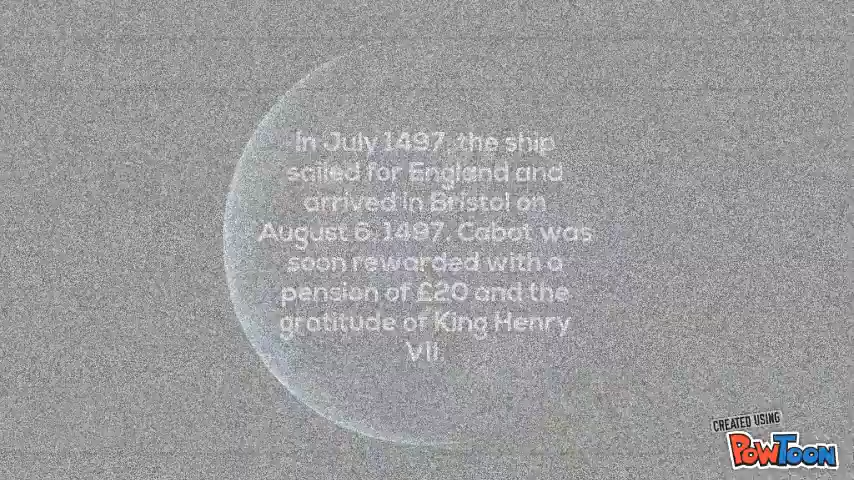 In July 1497, the ship
sailed for England and
arrived in Bristol on
August 6, 1497. Cabot was
soon rewarded with a
pension of £20 and the
gratitude of King Henry
VII.
CREATED USING
POWTOON